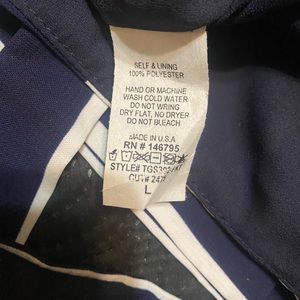 SELF & LINING
100% POLYESTER
HAND OR MACHINE
WASH COLD WATER
DO NOT WRING
DRY FLAT, NO DRYER
DO NOT BLEACH
MADE IN U.S.A
RN # 146795
STYLE#
CUT#
L